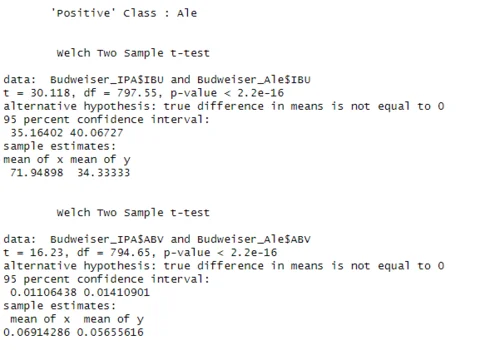 'Positive' Class : Ale
Welch Two Sample t-test
data:  Budweiser_IPA$IBU and Budweiser_Ale$IBU
t = 30.118, df = 797.55, p-value < 2.2e-16
alternative hypothesis: true difference in means is not equal to 0
95 percent confidence interval:
35.16402 40.06727
sample estimates:
mean of x mean of y
71.94898  34.33333
Welch Two Sample t-test
data:  Budweiser_IPA$ABV and Budweiser_Ale$ABV
t = 16.23, df = 794.65, p-value < 2.2e-16
alternative hypothesis: true difference in means is not equal to 0
95 percent confidence interval:
0.01106438 0.01410901
sample estimates:
mean of x  mean of y
0.06914286 0.05655616